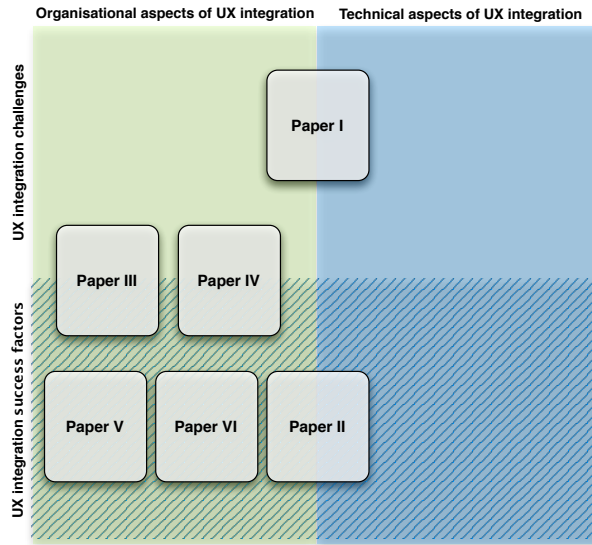 Organisational aspects of UX integration
Technical aspects of UX integration
UX integration challenges
Paper I
Paper III
Paper IV
UX integration success factors
Paper V
Paper VI
Paper II